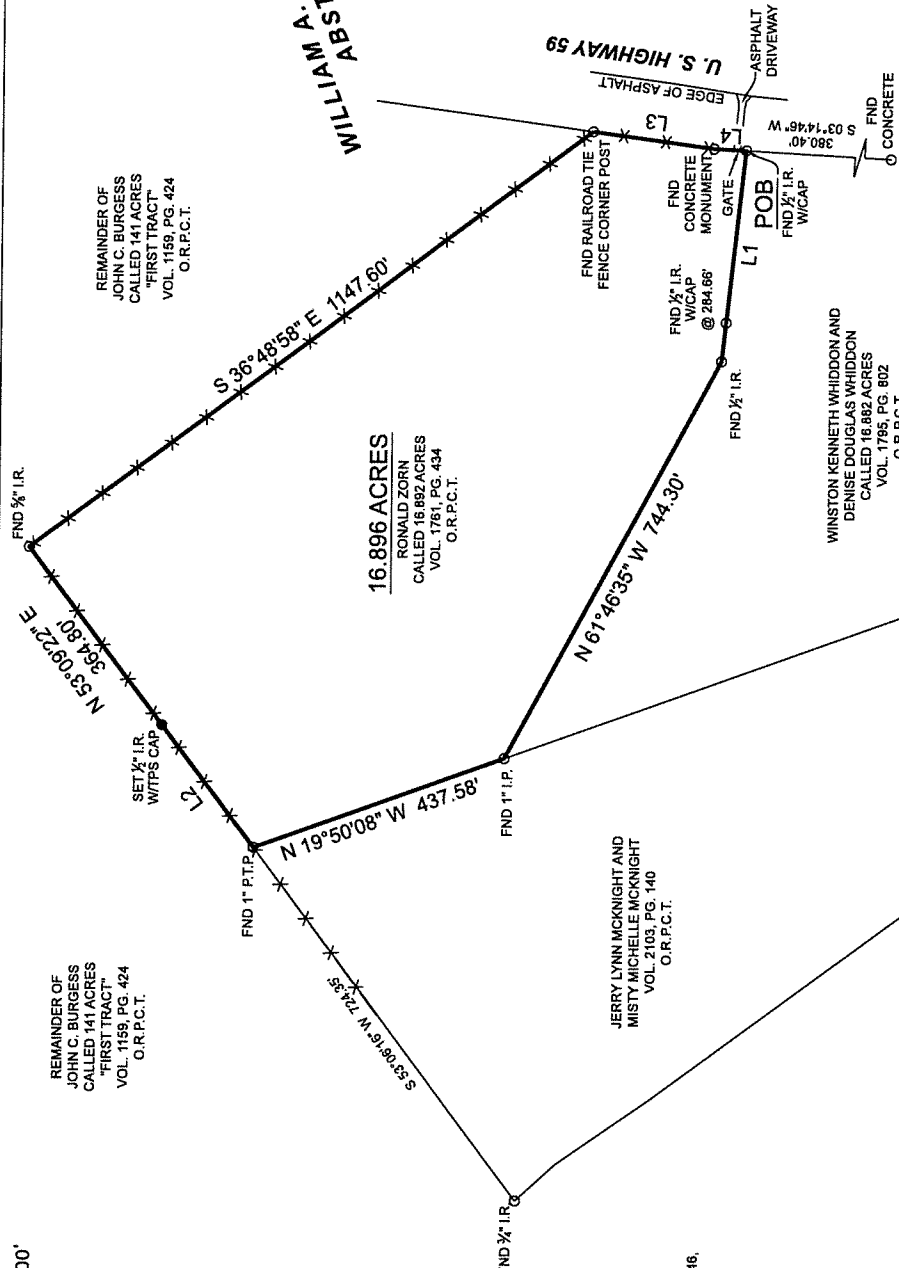 00'
WILLIAM A.
ABST
REMAINDER OF
JOHN C. BURGESS
CALLED 141 ACRES
"FIRST TRACT"
VOL. 1159, PG. 424
O.R.P.C.T.
U. S. HIGHWAY 59
EDGE OF ASPHALT
ASPHALT
DRIVEWAY
FND ⅝" I.R.
S 36°48'58" E 1147.60'
N 53°09'22" E
364.80'
SET ½" I.R.
W/TPS CAP
L2
FND RAILROAD TIE
FENCE CORNER POST
L3
FND
CONCRETE
MONUMENT
L4
GATE
POB
FND ½" I.R.
W/CAP
S 03°14'46" W
380.40'
FND
CONCRETE
L1
FND ½" I.R.
W/CAP
@ 284.66'
FND ½" I.R.
16.896 ACRES
RONALD ZORN
CALLED 16.892 ACRES
VOL. 1761, PG. 434
O.R.P.C.T.
N 61°46'35" W 744.30'
WINSTON KENNETH WHIDDON AND
DENISE DOUGLAS WHIDDON
CALLED 16.882 ACRES
VOL. 1795, PG. 802
O.R.P.C.T.
FND 1" P.T.P.
N 19°50'08" W 437.58'
FND 1" I.P.
REMAINDER OF
JOHN C. BURGESS
CALLED 141 ACRES
"FIRST TRACT"
VOL. 1159, PG. 424
O.R.P.C.T.
S 53°06'16" W 724.35'
JERRY LYNN MCKNIGHT AND
MISTY MICHELLE MCKNIGHT
VOL. 2103, PG. 140
O.R.P.C.T.
ND ¾" I.R.
46,